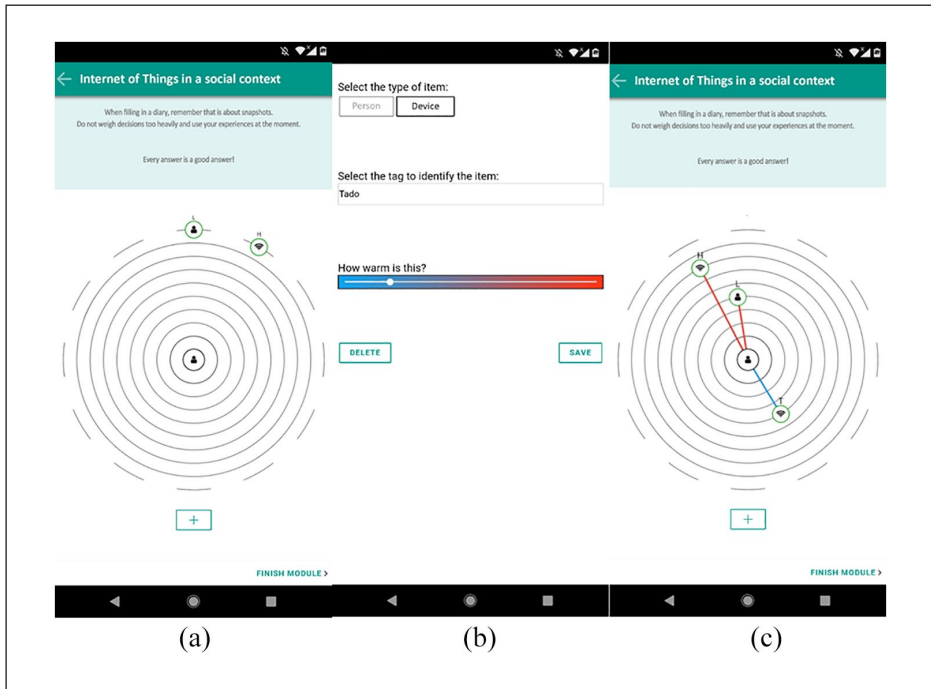 Internet of Things in a social context
When filling in a diary, remember that is about snapshots.
Do not weigh decisions too heavily and use your experiences at the moment.
Every answer is a good answer!
L
H
+
FINISH MODULE >
(a)
Select the type of item:
Person Device
Select the tag to identify the item:
Tado
How warm is this?
DELETE SAVE
(b)
Internet of Things in a social context
When filling in a diary, remember that is about snapshots.
Do not weigh decisions too heavily and use your experiences at the moment.
Every answer is a good answer!
H
L
T
+
FINISH MODULE >
(c)